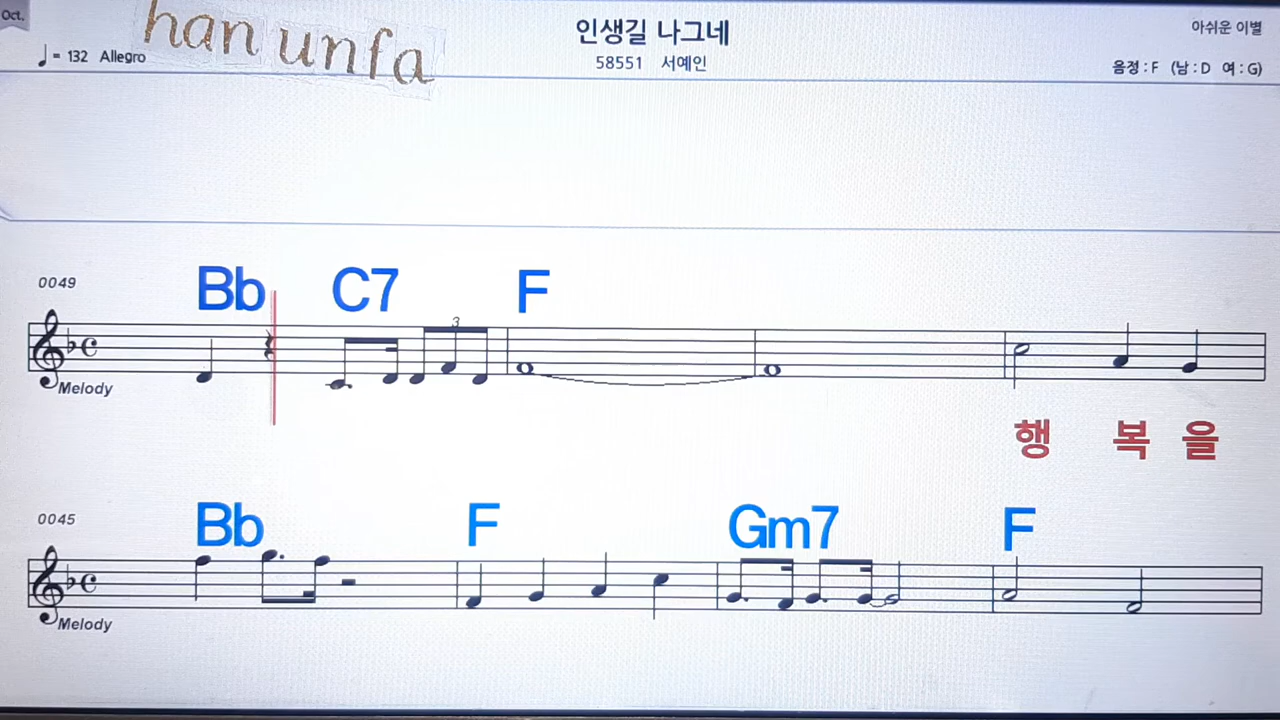 Oct.
han unfa
인생길 나그네
아쉬운 이별
♩= 132 Allegro
58551 서예인
음정 : F (남 : D 여 : G)
0049
Bb C7 F
3
Melody
행 복 을
0045
Bb F Gm7 F
Melody